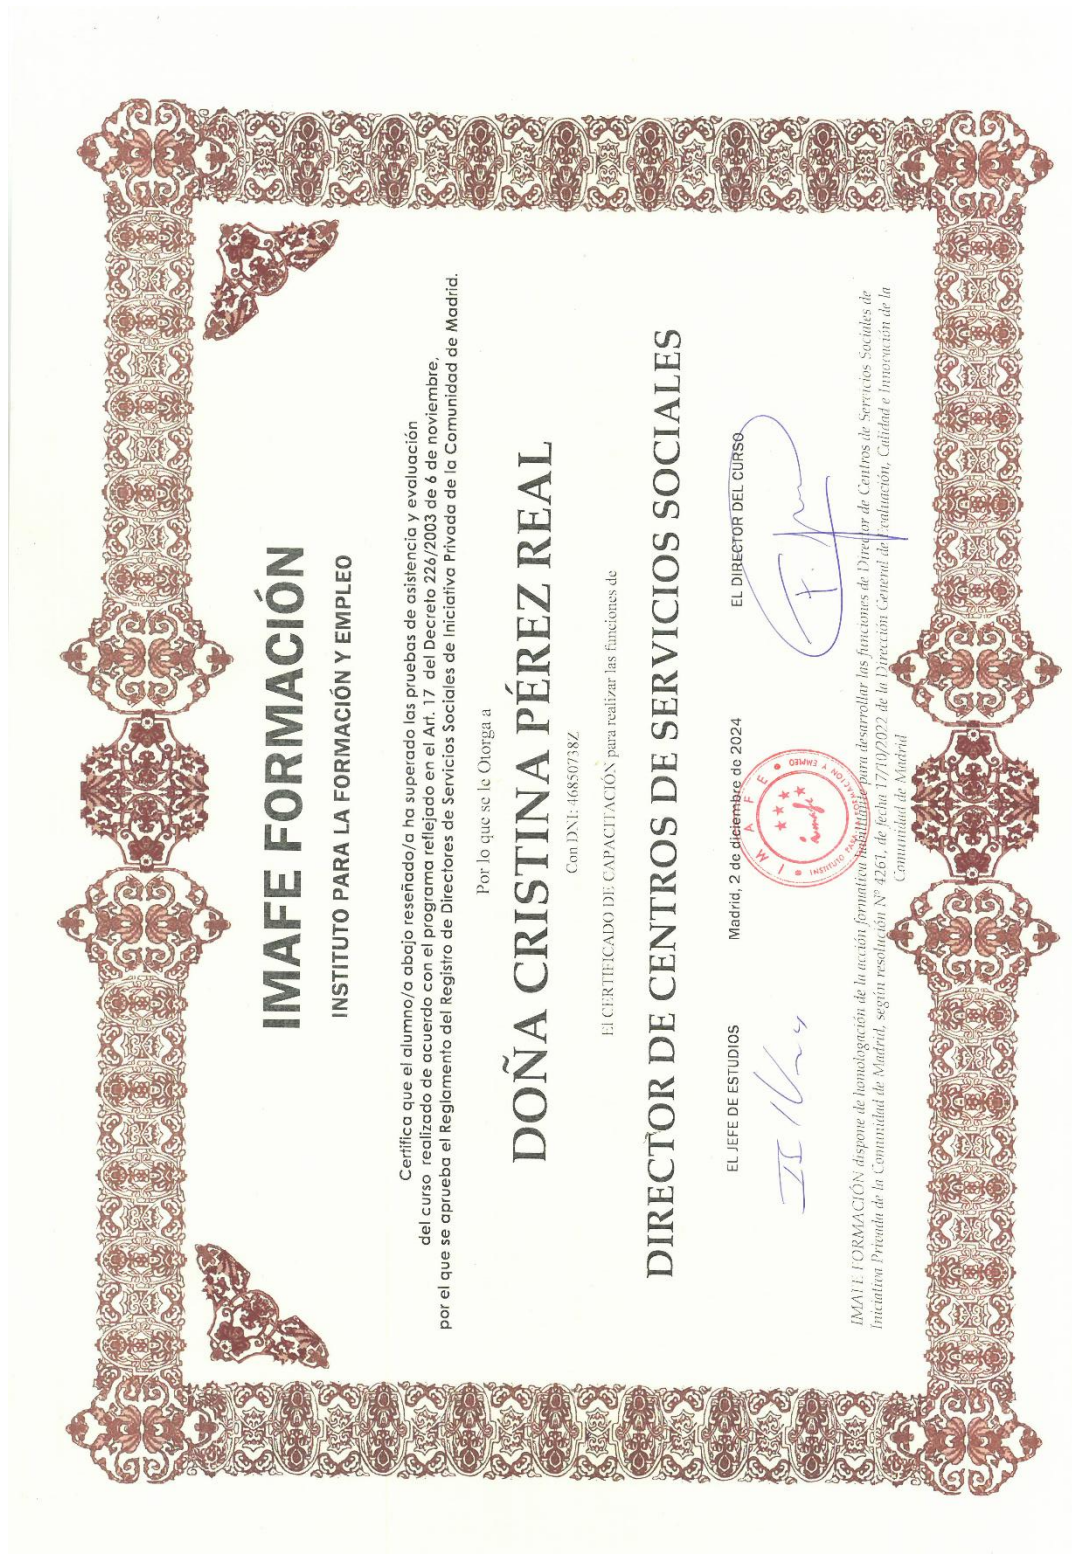 IMAFE FORMACIÓN
INSTITUTO PARA LA FORMACIÓN Y EMPLEO
Certifica que el alumno/a abajo reseñado/a ha superado las pruebas de asistencia y evaluación
del curso realizado de acuerdo con el programa reflejado en el Art. 17 del Decreto 226/2003 de 6 de noviembre,
por el que se aprueba el Reglamento del Registro de Directores de Servicios Sociales de Iniciativa Privada de la Comunidad de Madrid.
Por lo que se le Otorga a
DOÑA CRISTINA PÉREZ REAL
Con DNI: 46850738Z
El CERTIFICADO DE CAPACITACIÓN para realizar las funciones de
DIRECTOR DE CENTROS DE SERVICIOS SOCIALES
EL JEFE DE ESTUDIOS
Madrid, 2 de diciembre de 2024
EL DIRECTOR DEL CURSO
IMAFE
INSTITUTO PARA LA FORMACIÓN Y EMPLEO
imafe
IMAFE FORMACIÓN dispone de homologación de la acción formativa habilitante para desarrollar las funciones de Director de Centros de Servicios Sociales de
Iniciativa Privada de la Comunidad de Madrid, según resolución Nº 4261, de fecha 17/10/2022 de la Dirección General de Evaluación, Calidad e Innovación de la
Comunidad de Madrid